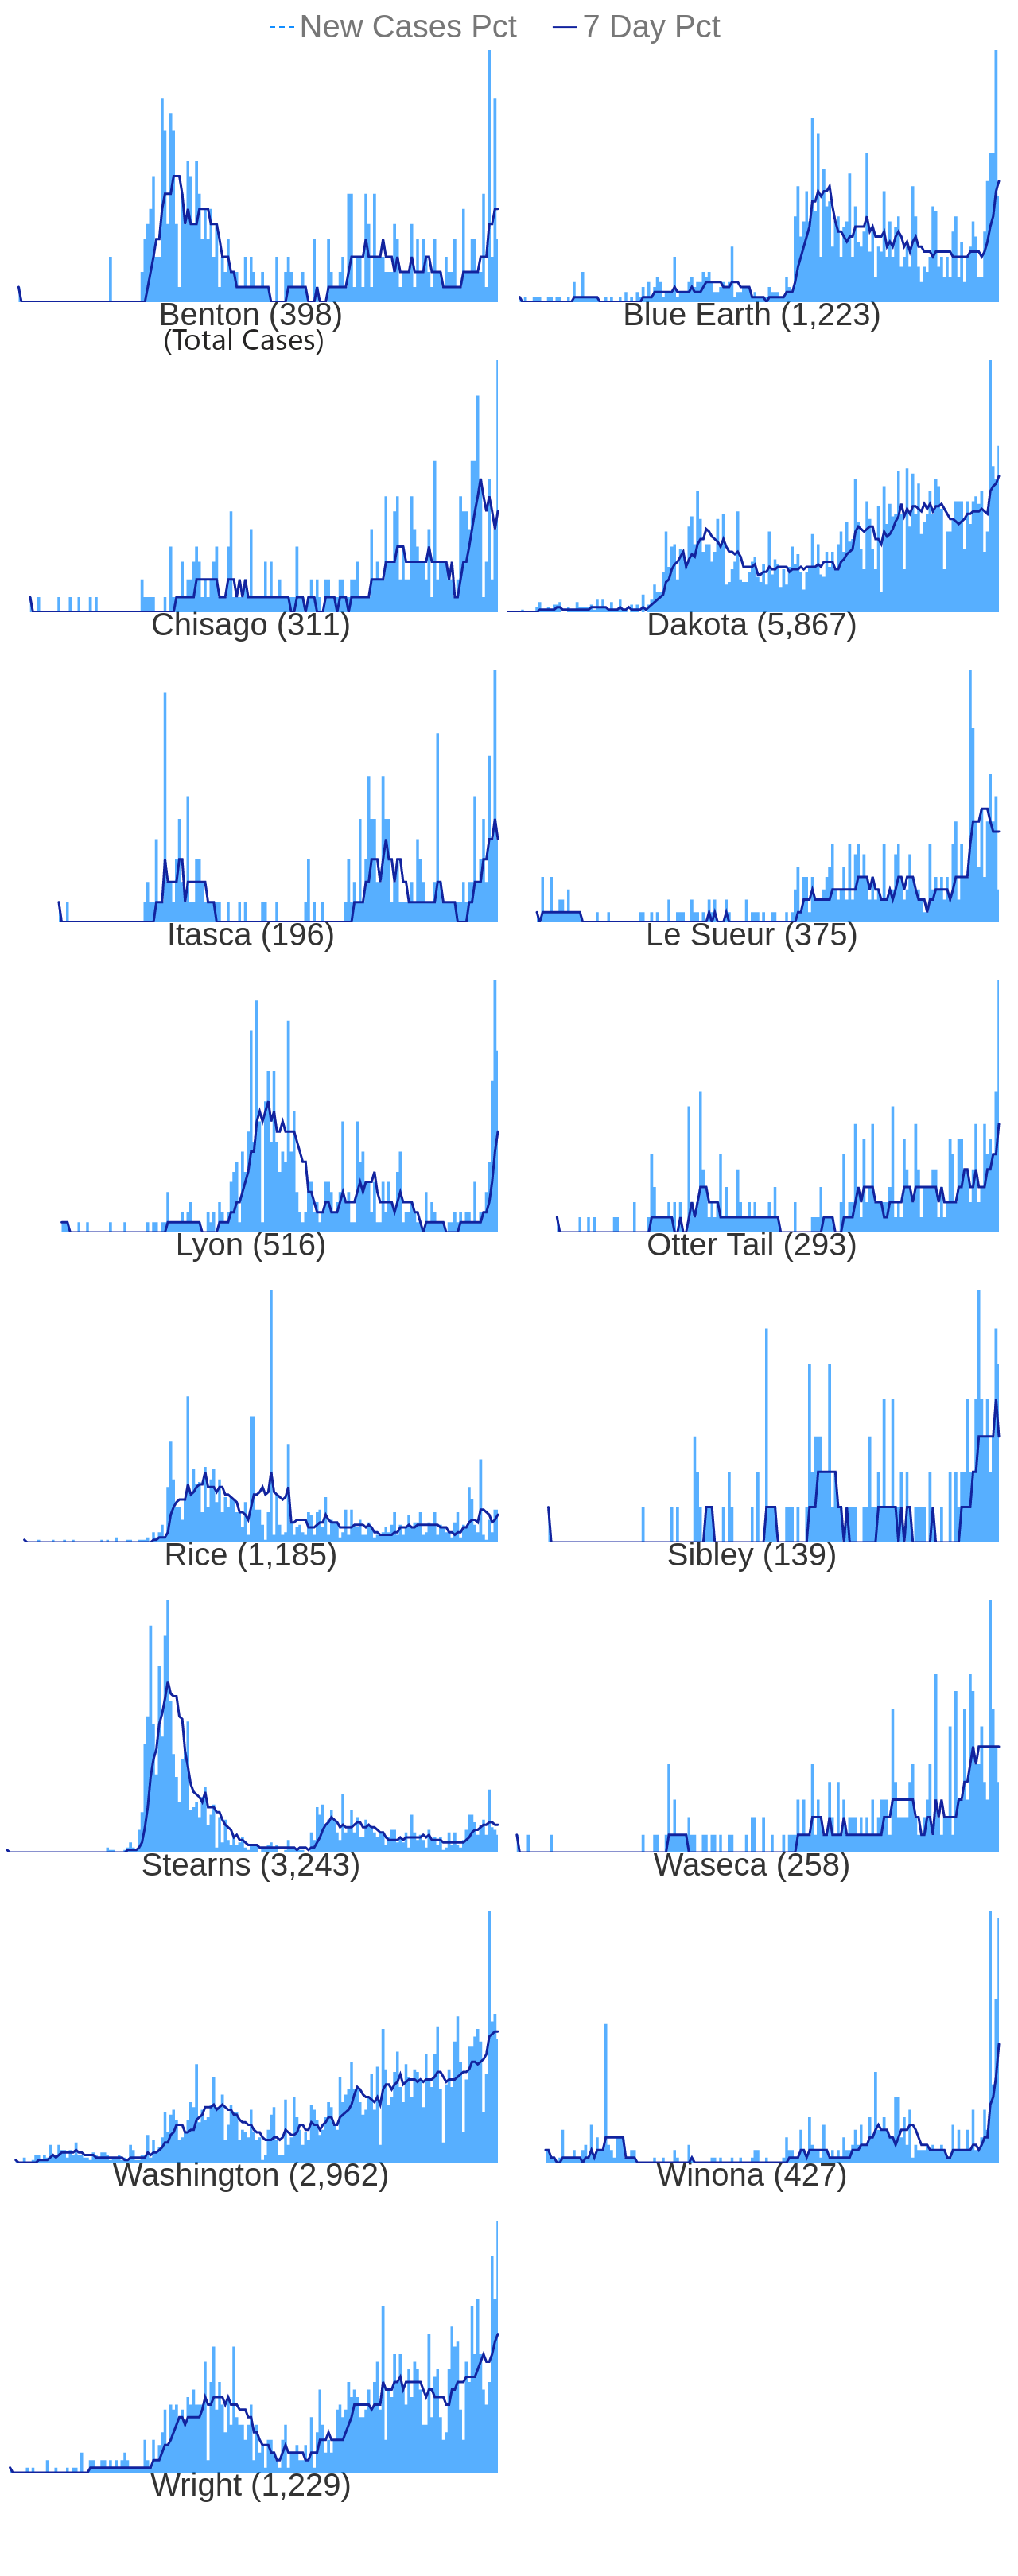 New Cases Pct 7 Day Pct
Benton (398) Blue Earth (1,223)
(Total Cases)
Chisago (311) Dakota (5,867)
Itasca (196) Le Sueur (375)
Lyon (516) Otter Tail (293)
Rice (1,185) Sibley (139)
Stearns (3,243) Waseca (258)
Washington (2,962) Winona (427)
Wright (1,229)